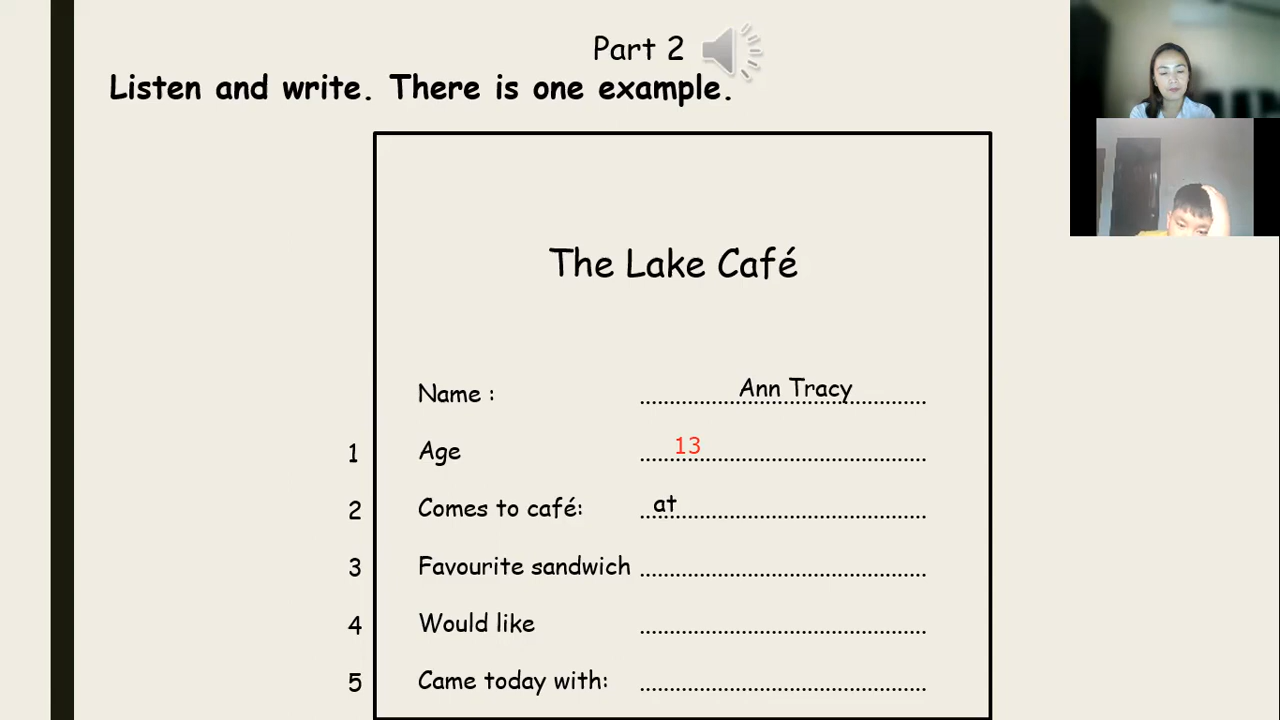 Part 2
Listen and write. There is one example.
The Lake Café
Name : ........................................ Ann Tracy
1 Age ........................................ 13
2 Comes to café: at ........................................
3 Favourite sandwich ........................................
4 Would like ........................................
5 Came today with: ........................................